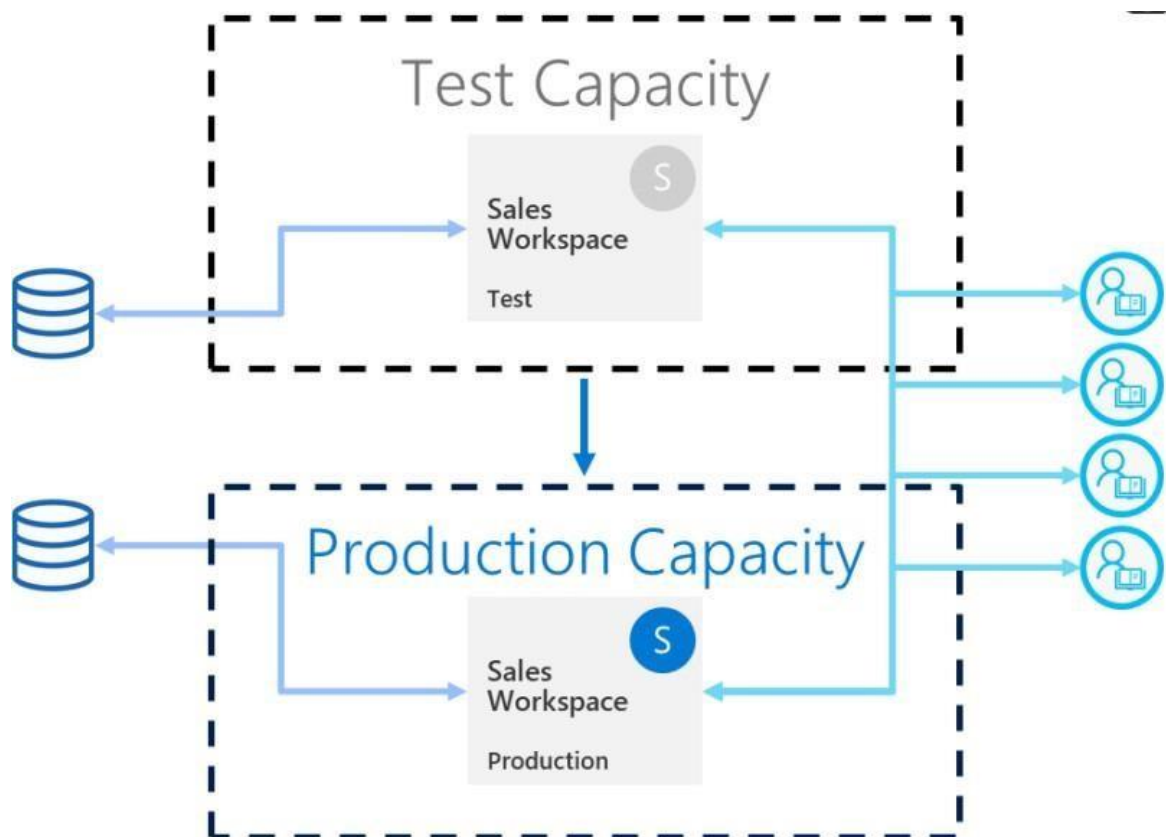 Test Capacity
S
Sales
Workspace
Test
Production Capacity
S
Sales
Workspace
Production